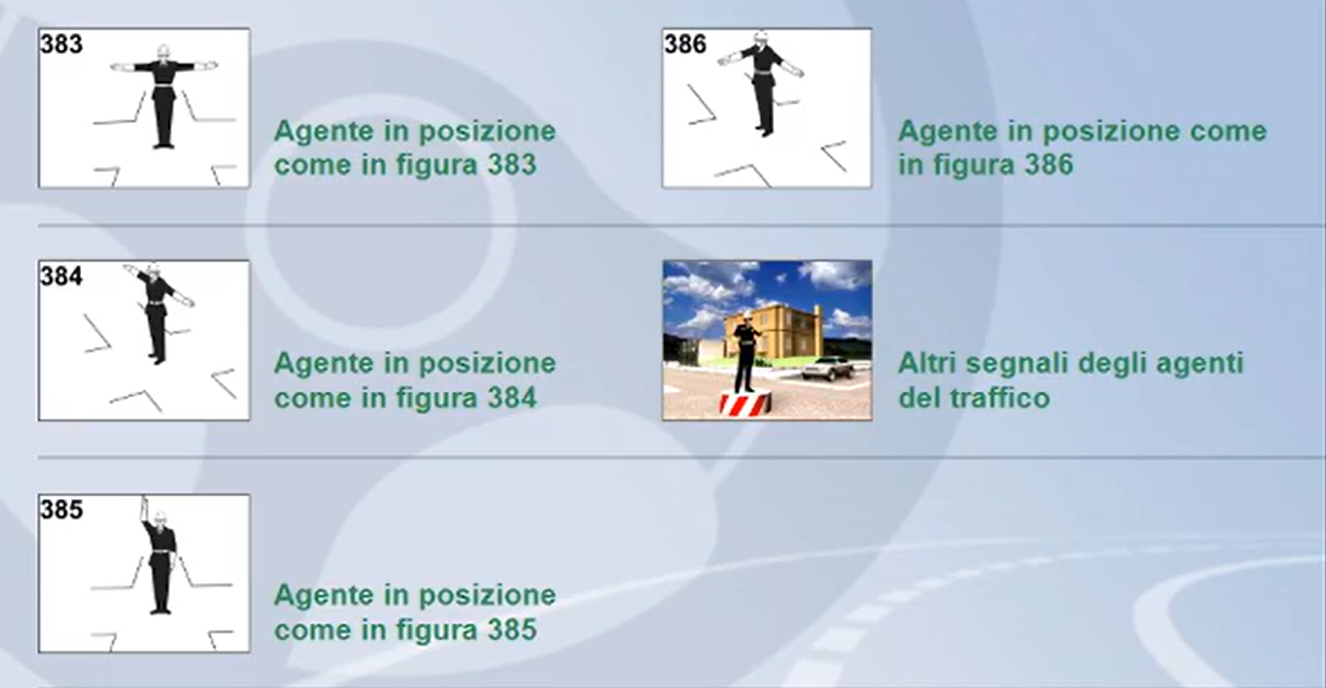 383
Agente in posizione
come in figura 383
386
Agente in posizione come
in figura 386
384
Agente in posizione
come in figura 384
Altri segnali degli agenti
del traffico
385
Agente in posizione
come in figura 385